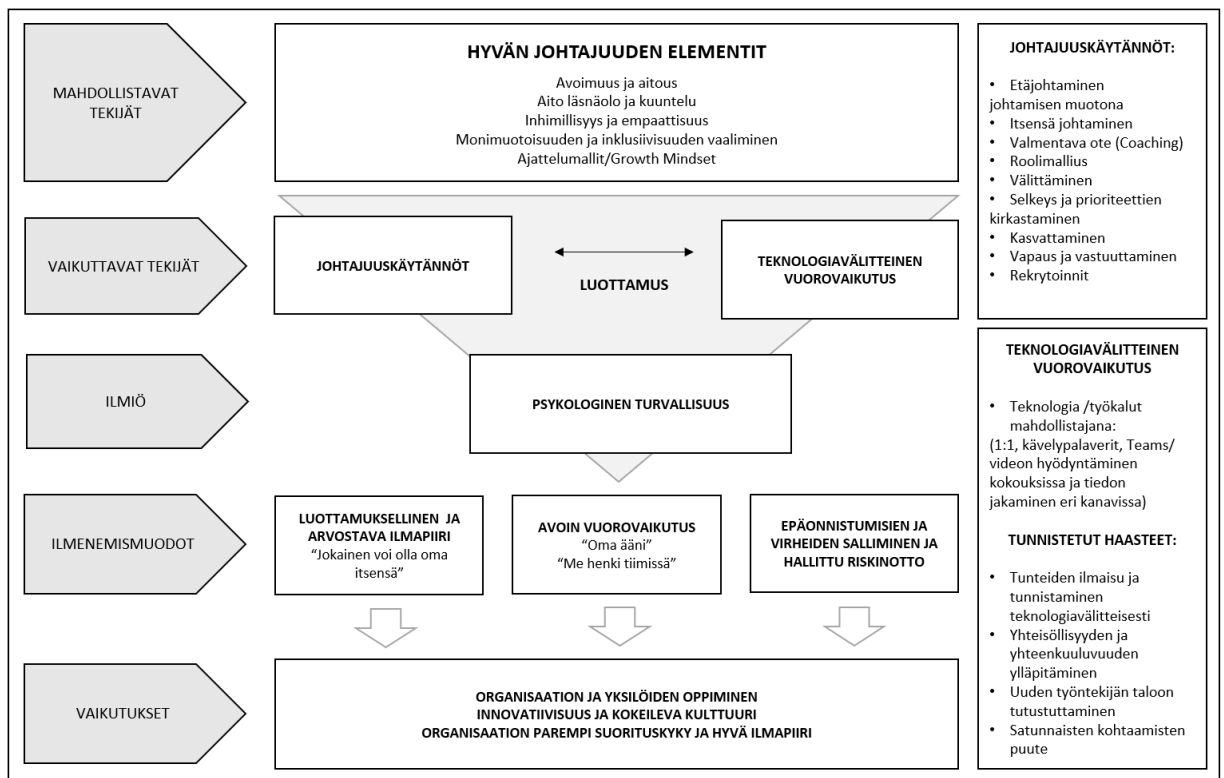 MAHDOLLISTAVAT
TEKIJÄT
HYVÄN JOHTAJUUDEN ELEMENTIT
Avoimuus ja aitous
Aito läsnäolo ja kuuntelu
Inhimillisyys ja empaattisuus
Monimuotoisuuden ja inklusiivisuuden vaaliminen
Ajattelumallit/Growth Mindset
VAIKUTTAVAT TEKIJÄT
JOHTAJUUSKÄYTÄNNÖT
LUOTTAMUS
TEKNOLOGIAVÄLITTEINEN
VUOROVAIKUTUS
ILMIÖ
PSYKOLOGINEN TURVALLISUUS
ILMENEMISMUODOT
LUOTTAMUKSELLINEN JA
ARVOSTAVA ILMAPIIRI
“Jokainen voi olla oma
itsensä”
AVOIN VUOROVAIKUTUS
“Oma ääni”
“Me henki tiimissä”
EPÄONNISTUMISIEN JA
VIRHEIDEN SALLIMINEN JA
HALLITTU RISKINOTTO
VAIKUTUKSET
ORGANISAATION JA YKSILÖIDEN OPPIMINEN
INNOVATIIVISUUS JA KOKEILEVA KULTTUURI
ORGANISAATION PAREMPI SUORITUSKYKY JA HYVÄ ILMAPIIRI
JOHTAJUUSKÄYTÄNNÖT:
• Etäjohtaminen
johtamisen muotona
• Itsensä johtaminen
• Valmentava ote (Coaching)
• Roolimallius
• Välittäminen
• Selkeys ja prioriteettien
kirkastaminen
• Kasvattaminen
• Vapaus ja vastuuttaminen
• Rekrytoinnit
TEKNOLOGIAVÄLITTEINEN
VUOROVAIKUTUS
• Teknologia /työkalut
mahdollistajana:
(1:1, kävelypalaverit, Teams/
videon hyödyntäminen
kokouksissa ja tiedon
jakaminen eri kanavissa)
TUNNISTETUT HAASTEET:
• Tunteiden ilmaisu ja
tunnistaminen
teknologiavälitteisesti
• Yhteisöllisyyden ja
yhteenkuuluvuuden
ylläpitäminen
• Uuden työntekijän taloon
tutustuttaminen
• Satunnaisten kohtaamisten
puute